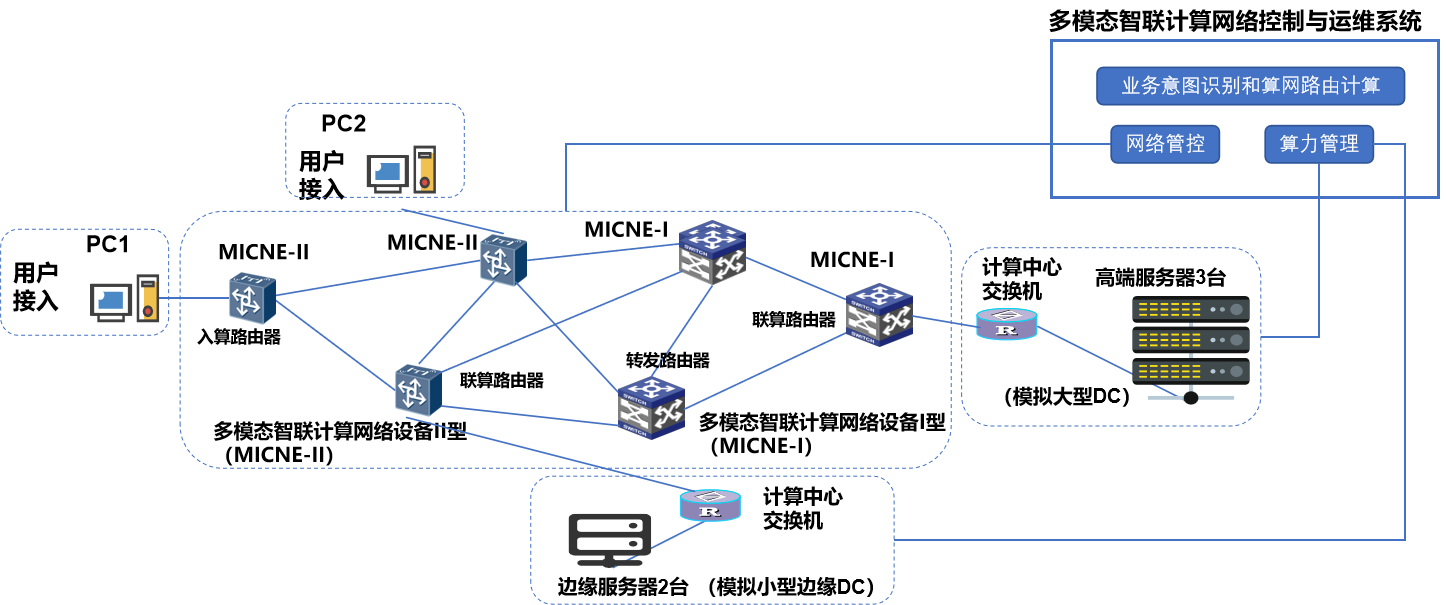 多模态智联计算网络控制与运维系统
业务意图识别和算网路由计算
网络管控
算力管理
PC2
用户
接入
PC1
用户
接入
MICNE-II
入算路由器
MICNE-II
MICNE-I
MICNE-I
联算路由器
联算路由器
转发路由器
多模态智联计算网络设备II型
（MICNE-II）
多模态智联计算网络设备I型
（MICNE-I）
计算中心
交换机
R
高端服务器3台
（模拟大型DC）
SWITCH
SWITCH
SWITCH
SWITCH
SWITCH
SWITCH
计算中心
交换机
R
边缘服务器2台 （模拟小型边缘DC）